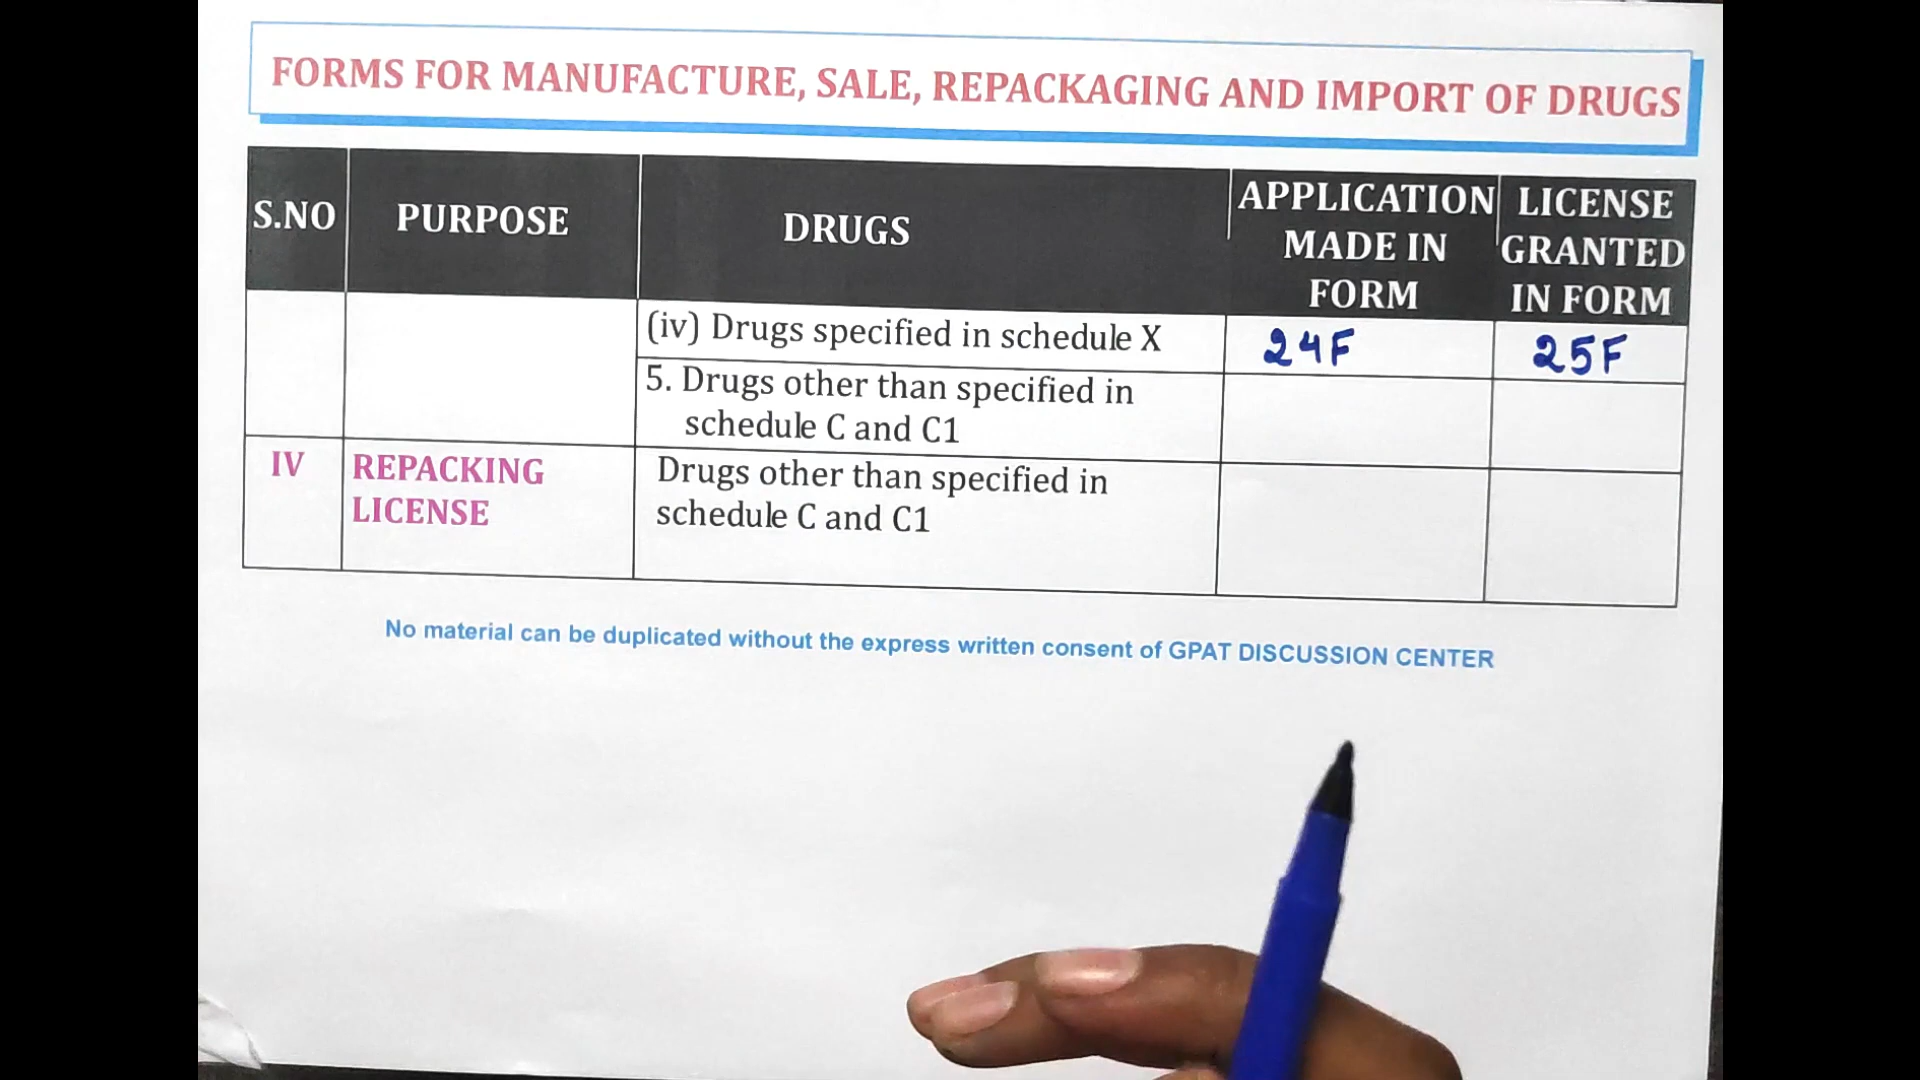 FORMS FOR MANUFACTURE, SALE, REPACKAGING AND IMPORT OF DRUGS
S.NO
PURPOSE
DRUGS
APPLICATION
MADE IN
FORM
LICENSE
GRANTED
IN FORM
(iv) Drugs specified in schedule X
24F
25F
5. Drugs other than specified in
schedule C and C1
IV
REPACKING
LICENSE
Drugs other than specified in
schedule C and C1
No material can be duplicated without the express written consent of GPAT DISCUSSION CENTER